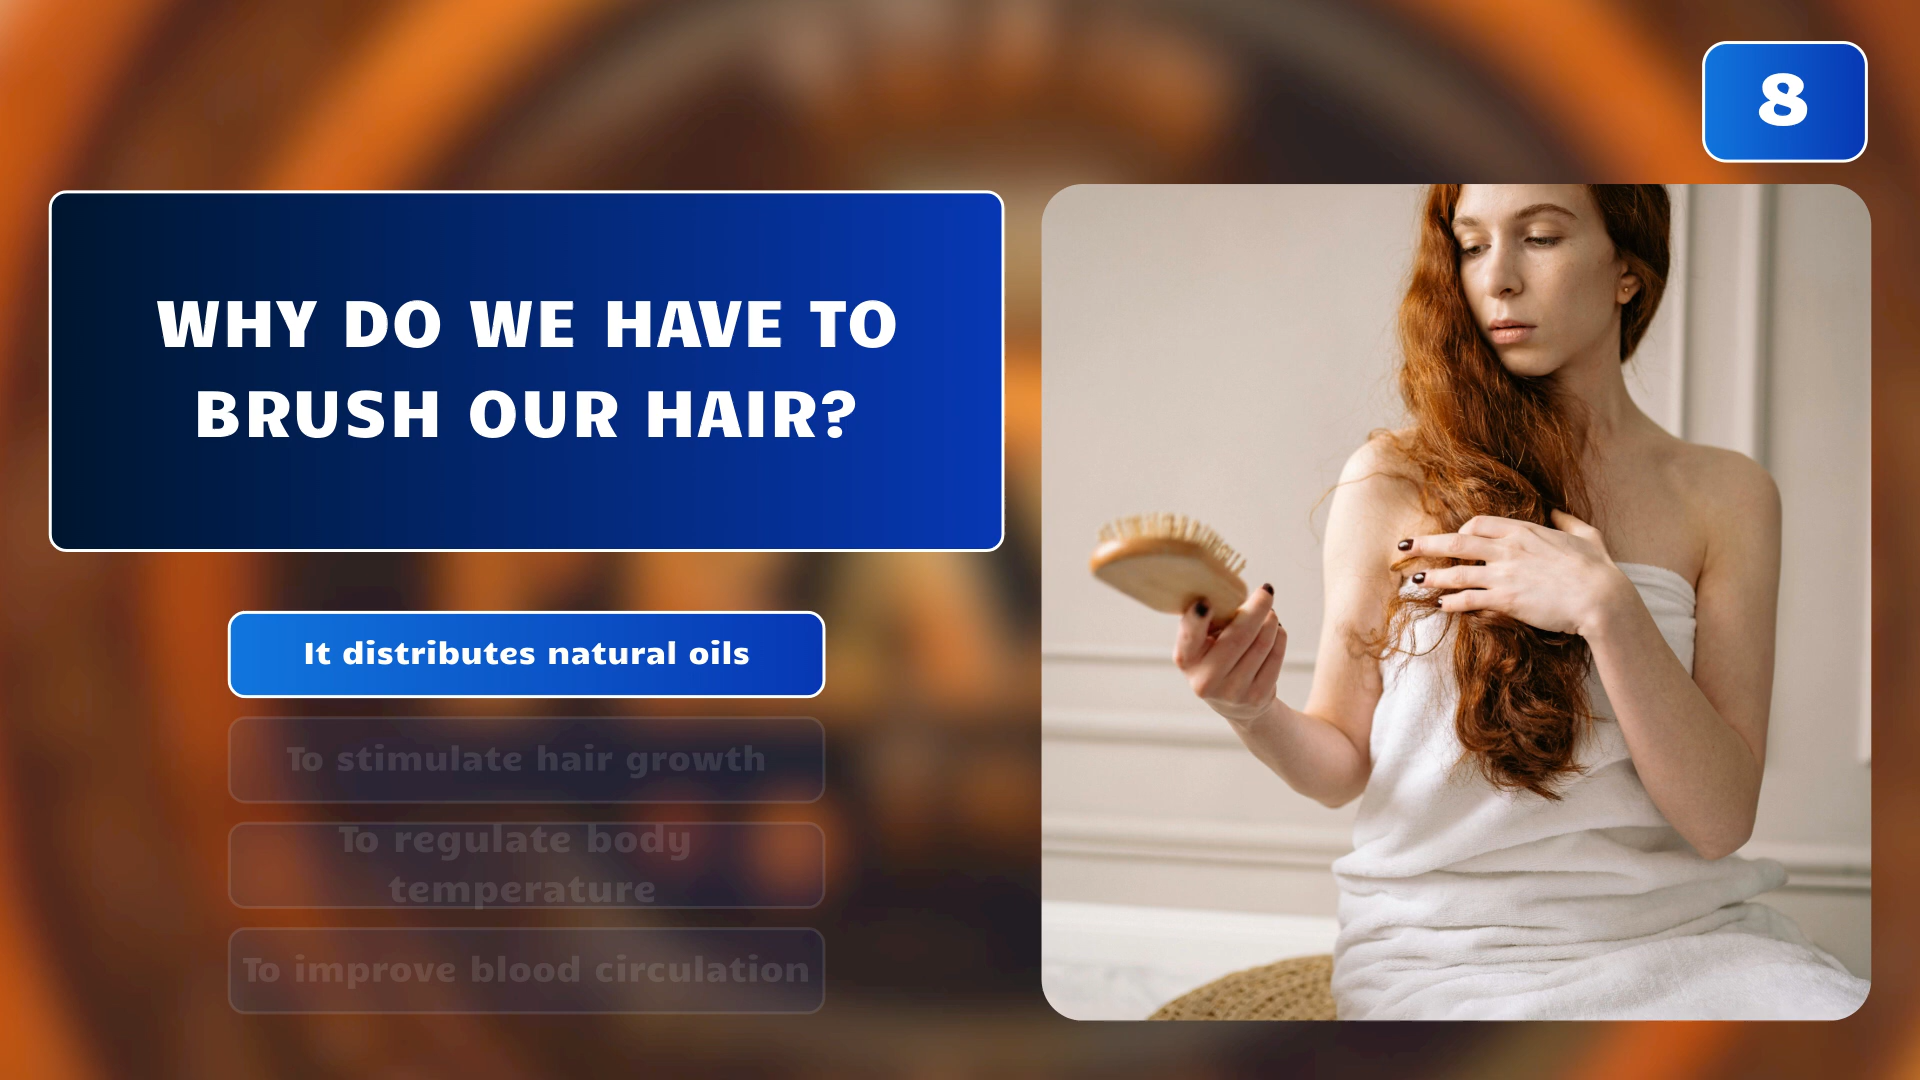 8
WHY DO WE HAVE TO
BRUSH OUR HAIR?
It distributes natural oils
To stimulate hair growth
To regulate body
temperature
To improve blood circulation